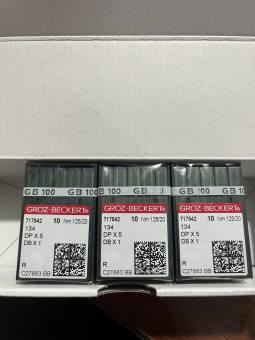 GB 100 GB 100 GB
GROZ-BECKERT®
717642 10 Nm 125/20
134
DP X 5
DB X 1
R
C27883 BB
GROZ-BECKERT®
717642 10 Nm 125/20
134
DP X 5
DB X 1
R
C27883 BB
GROZ-BECKERT®
717642 10 Nm 125/20
134
DP X 5
DB X 1
R
C27883 BB